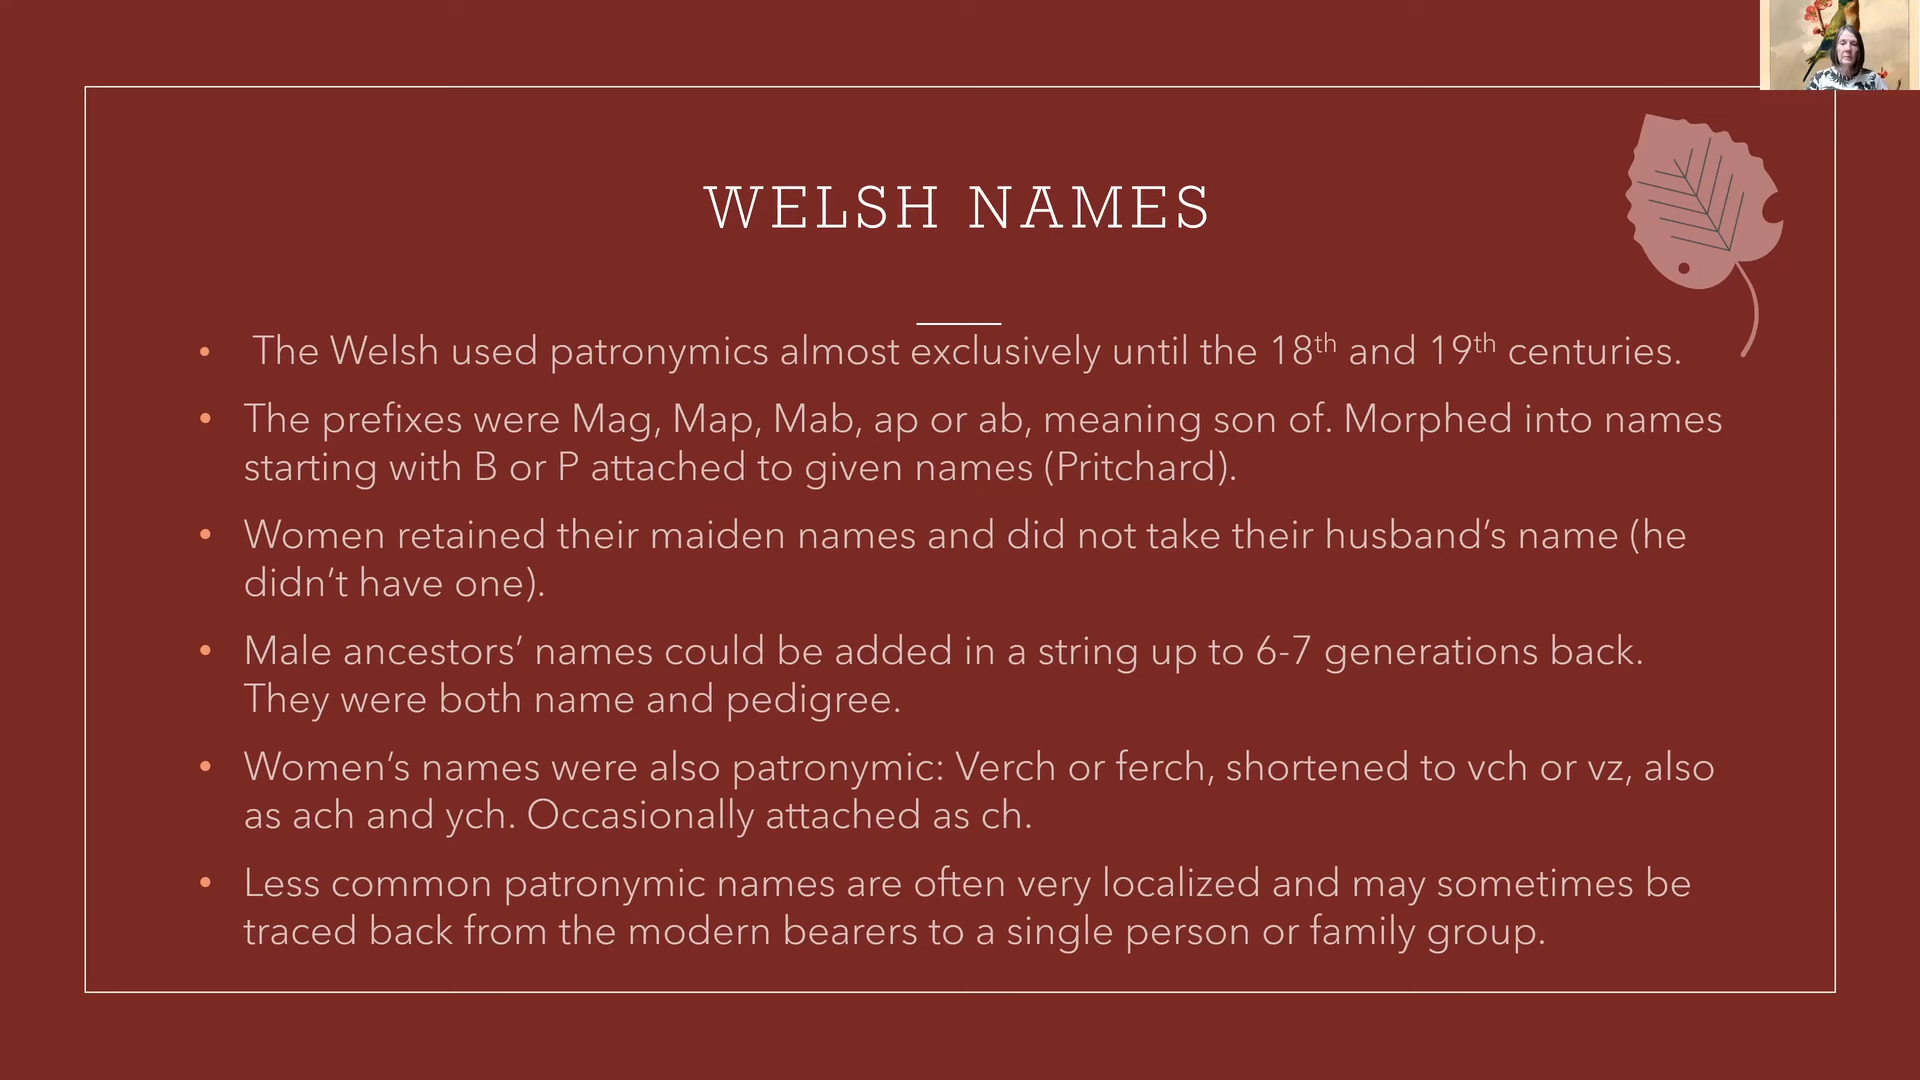 WELSH NAMES
• The Welsh used patronymics almost exclusively until the 18th and 19th centuries.
• The prefixes were Mag, Map, Mab, ap or ab, meaning son of. Morphed into names
starting with B or P attached to given names (Pritchard).
• Women retained their maiden names and did not take their husband’s name (he
didn’t have one).
• Male ancestors’ names could be added in a string up to 6-7 generations back.
They were both name and pedigree.
• Women’s names were also patronymic: Verch or ferch, shortened to vch or vz, also
as ach and ych. Occasionally attached as ch.
• Less common patronymic names are often very localized and may sometimes be
traced back from the modern bearers to a single person or family group.